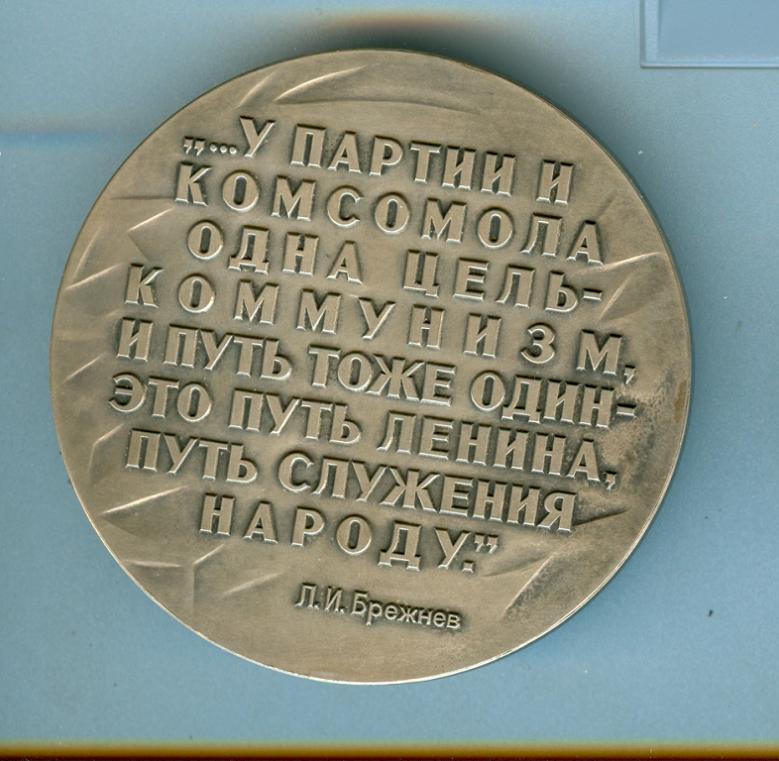 „...У ПАРТИИ И
КОМСОМОЛА
ОДНА ЦЕЛЬ-
КОММУНИЗМ,
И ПУТЬ ТОЖЕ ОДИН-
ЭТО ПУТЬ ЛЕНИНА,
ПУТЬ СЛУЖЕНИЯ
НАРОДУ.”
Л.И.Брежнев